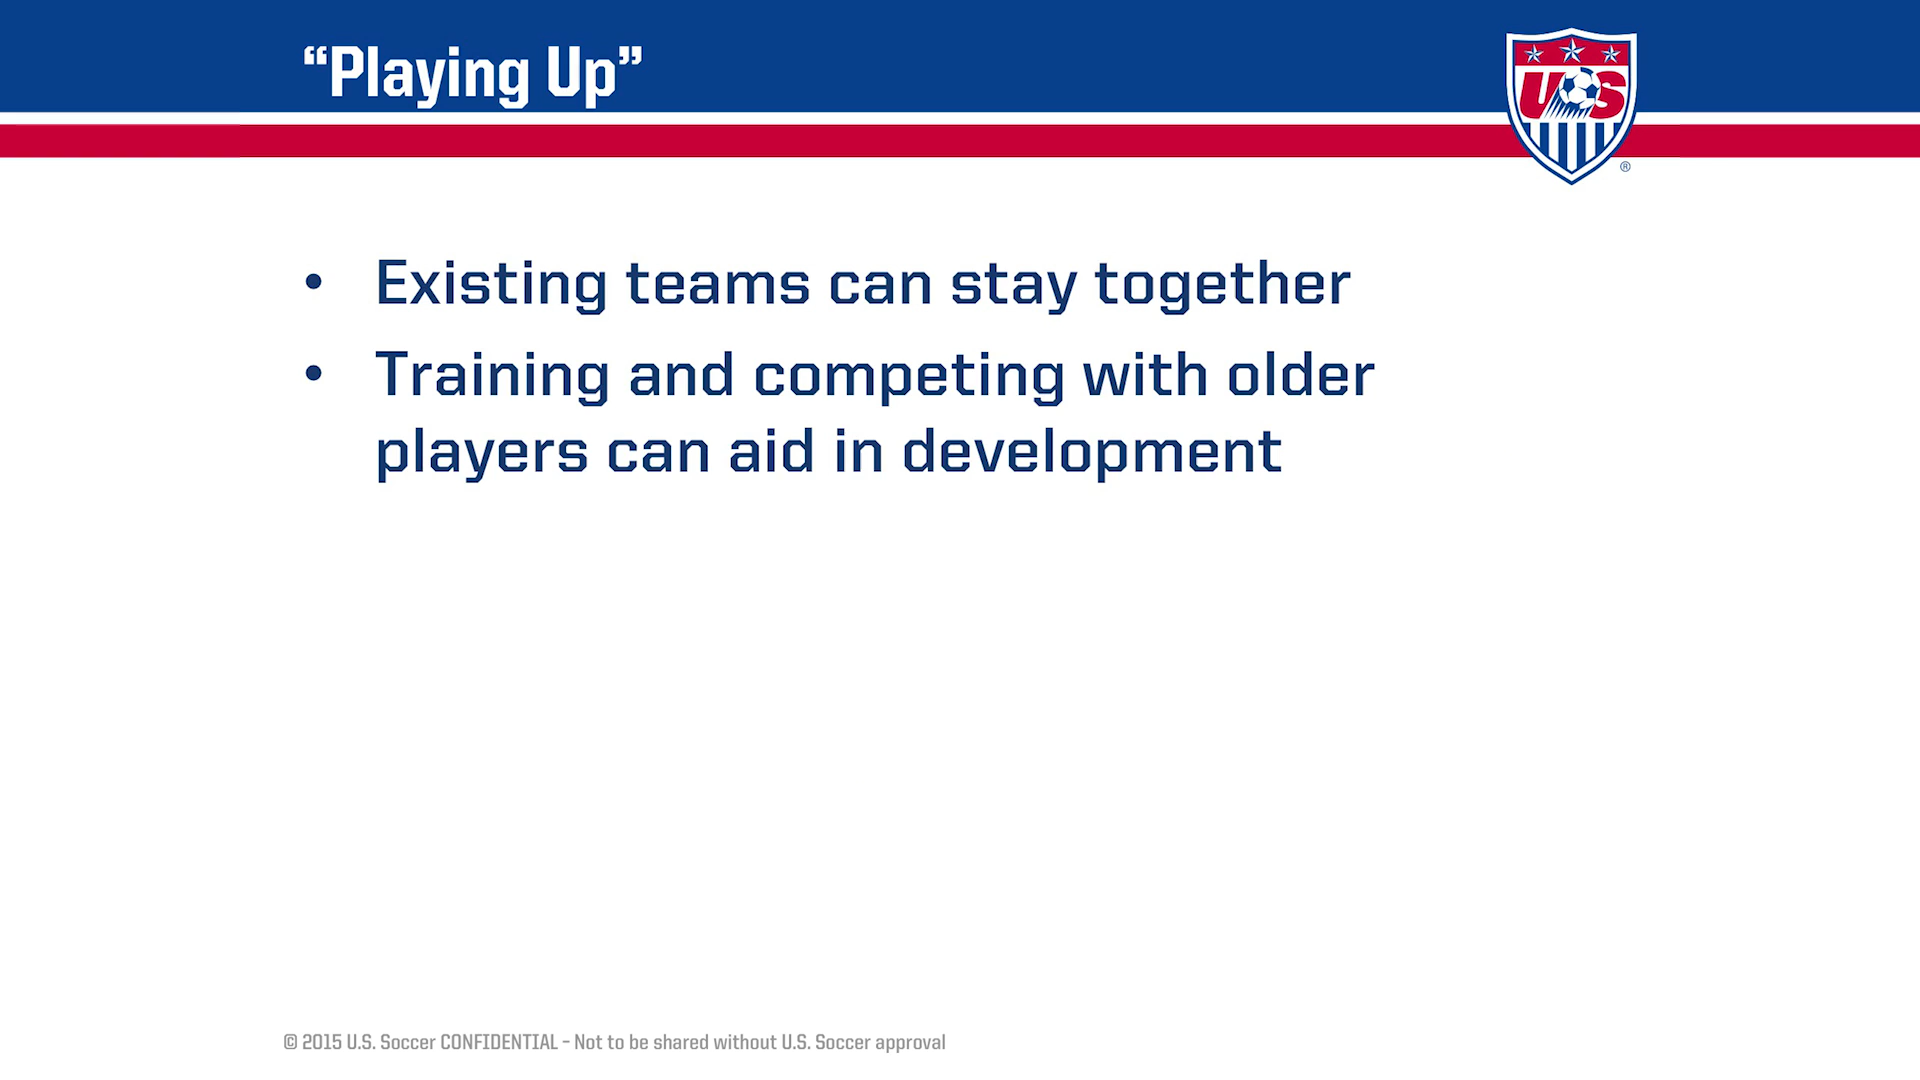 “Playing Up”
US
®
• Existing teams can stay together
• Training and competing with older
players can aid in development
© 2015 U.S. Soccer CONFIDENTIAL – Not to be shared without U.S. Soccer approval